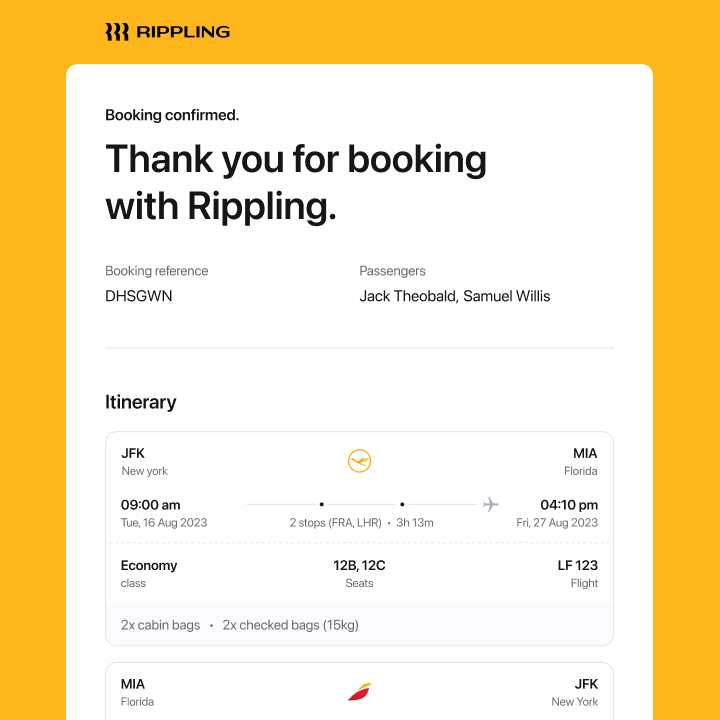 RIPPLING
Booking confirmed.
Thank you for booking
with Rippling.
Booking reference
Passengers
DHSGWN
Jack Theobald, Samuel Willis
Itinerary
JFK
MIA
New york
Florida
09:00 am
04:10 pm
Tue, 16 Aug 2023
2 stops (FRA, LHR) • 3h 13m
Fri, 27 Aug 2023
Economy
12B, 12C
LF 123
class
Seats
Flight
2x cabin bags • 2x checked bags (15kg)
MIA
JFK
Florida
New York